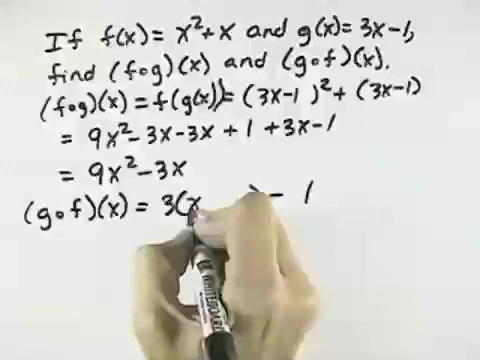 If f(x) = x² + x and g(x) = 3x - 1,
find (f∘g)(x) and (g∘f)(x).
(f∘g)(x) = f(g(x)) = (3x-1 )² + (3x-1)
= 9x² - 3x - 3x + 1 + 3x - 1
= 9x² - 3x
(g∘f)(x) = 3(x ) - 1